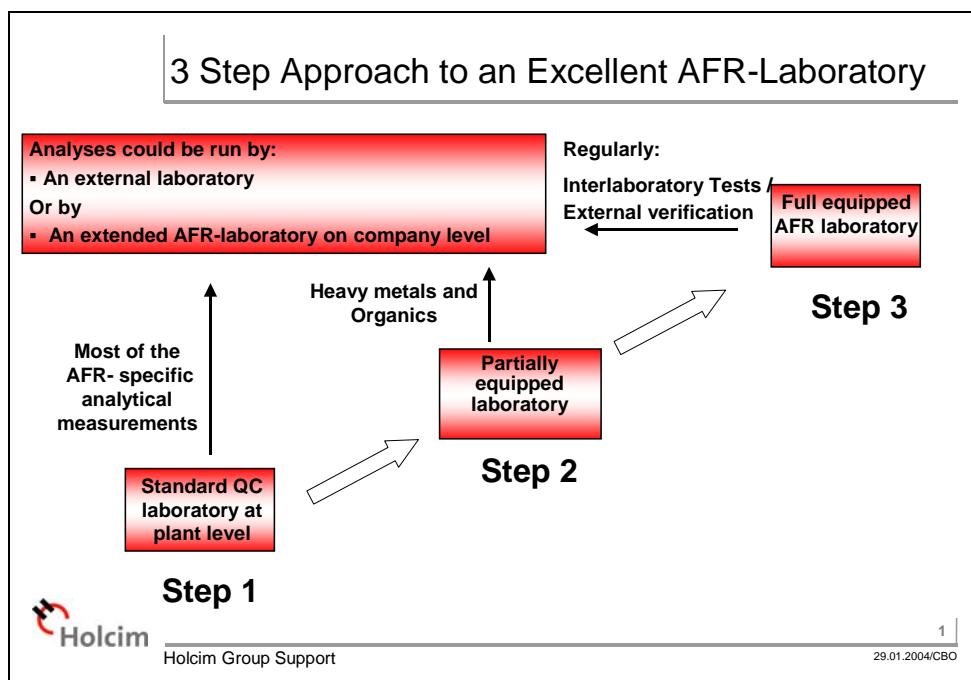 3 Step Approach to an Excellent AFR-Laboratory
Analyses could be run by:
▪ An external laboratory
Or by
▪ An extended AFR-laboratory on company level
Regularly:
Interlaboratory Tests /
External verification
Full equipped
AFR laboratory
Step 3
Heavy metals and
Organics
Partially
equipped
laboratory
Step 2
Most of the
AFR- specific
analytical
measurements
Standard QC
laboratory at
plant level
Step 1
Holcim
Holcim Group Support
1
29.01.2004/CBO